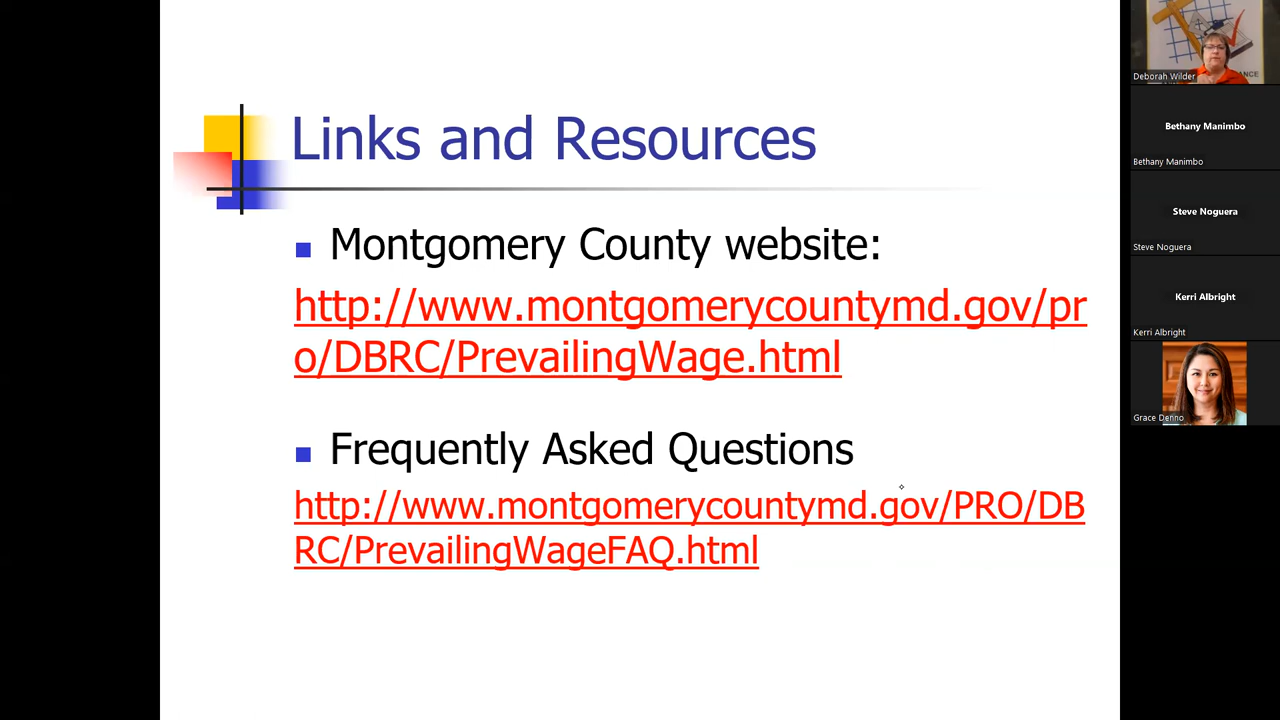 Links and Resources
Montgomery County website:
http://www.montgomerycountymd.gov/pr
o/DBRC/PrevailingWage.html
Frequently Asked Questions
http://www.montgomerycountymd.gov/PRO/DB
RC/PrevailingWageFAQ.html
ANCE
Deborah Wilder
Bethany Manimbo
Bethany Manimbo
Steve Noguera
Steve Noguera
Kerri Albright
Kerri Albright
Grace Denno